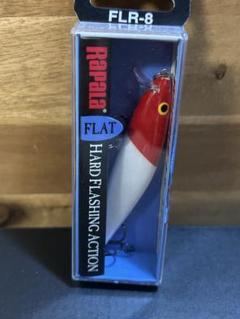 FLR-8
Rapala
FLAT
HARD FLASHING ACTION